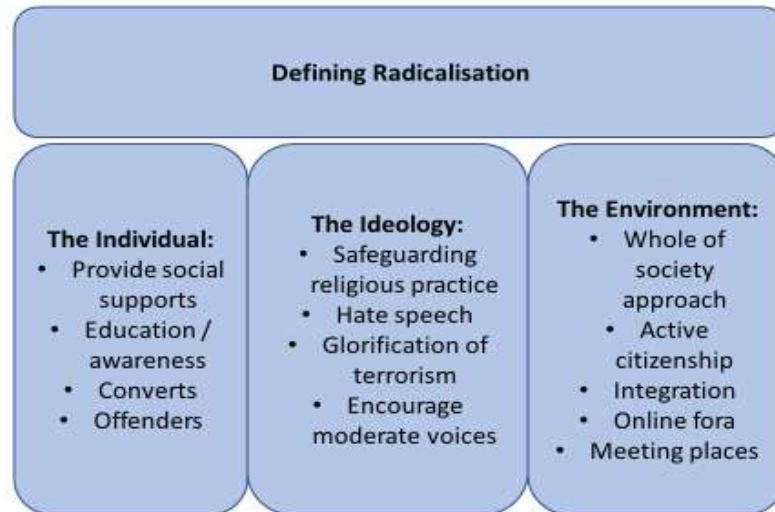 Defining Radicalisation
The Individual:
• Provide social
supports
• Education /
awareness
• Converts
• Offenders
The Ideology:
• Safeguarding
religious practice
• Hate speech
• Glorification of
terrorism
• Encourage
moderate voices
The Environment:
• Whole of
society
approach
• Active
citizenship
• Integration
• Online fora
• Meeting places